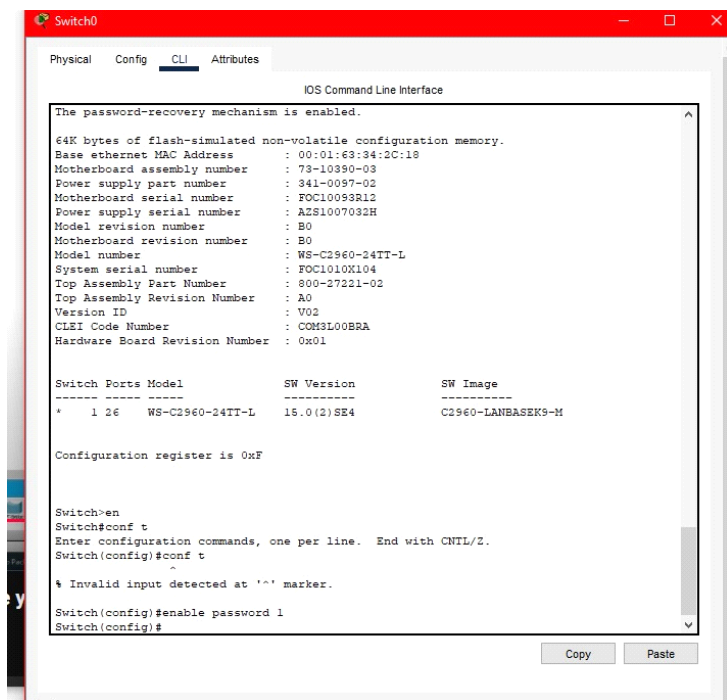 Switch0
Physical Config CLI Attributes
IOS Command Line Interface
The password-recovery mechanism is enabled.
64K bytes of flash-simulated non-volatile configuration memory.
Base ethernet MAC Address : 00:01:63:34:2C:18
Motherboard assembly number : 73-10390-03
Power supply part number : 341-0097-02
Motherboard serial number : FOC10093R12
Power supply serial number : AZS1007032H
Model revision number : B0
Motherboard revision number : B0
Model number : WS-C2960-24TT-L
System serial number : FOC1010X104
Top Assembly Part Number : 800-27221-02
Top Assembly Revision Number : A0
Version ID : V02
CLEI Code Number : COM3L00BRA
Hardware Board Revision Number : 0x01
Switch Ports Model SW Version SW Image
------ ----- ----- ---------- ----------
* 1 26 WS-C2960-24TT-L 15.0(2)SE4 C2960-LANBASEK9-M
Configuration register is 0xF
Switch>en
Switch#conf t
Enter configuration commands, one per line. End with CNTL/Z.
Switch(config)#conf t
^
% Invalid input detected at '^' marker.
Switch(config)#enable password 1
Switch(config)#
Copy Paste